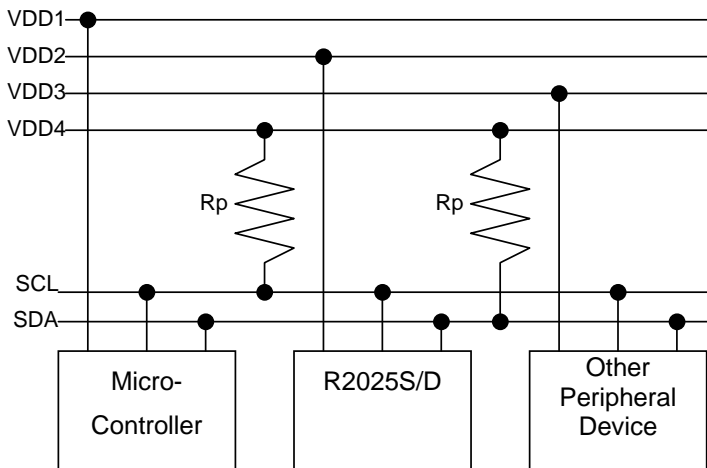 VDD1
VDD2
VDD3
VDD4
Rp
Rp
SCL
SDA
Micro-
Controller
R2025S/D
Other
Peripheral
Device